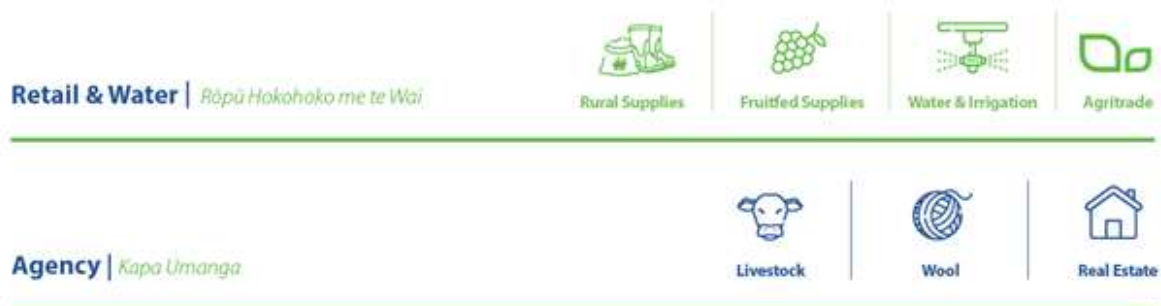 Retail & Water | Rōpū Hokohoko me te Wai
Rural Supplies
Fruitfed Supplies
Water & Irrigation
Agritrade
Agency | Kapa Umanga
Livestock
Wool
Real Estate